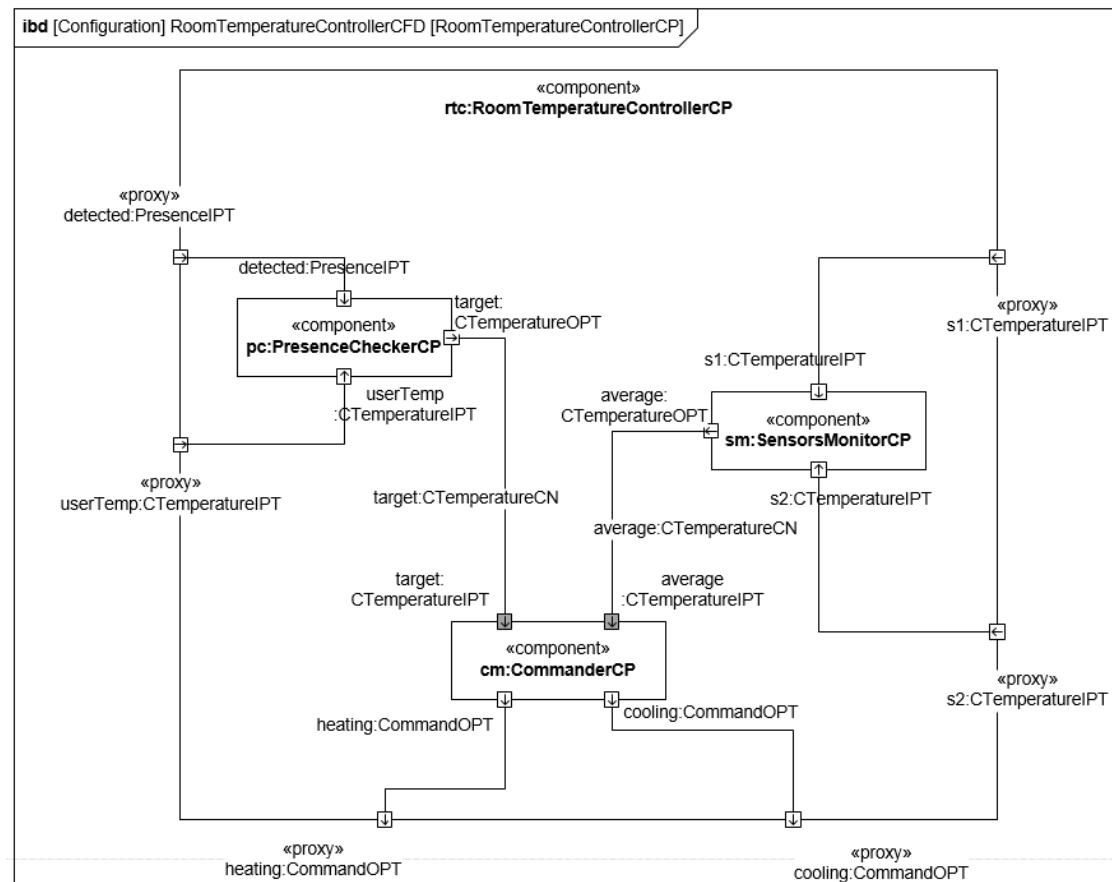 ibd [Configuration] RoomTemperatureControllerCFD [RoomTemperatureControllerCP]
«component»
rtc:RoomTemperatureControllerCP
«proxy»
detected:PresenceIPT
detected:PresenceIPT
«component»
pc:PresenceCheckerCP
target:
CTemperatureOPT
userTemp
:CTemperatureIPT
«proxy»
userTemp:CTemperatureIPT
«proxy»
s1:CTemperatureIPT
s1:CTemperatureIPT
average:
CTemperatureOPT
«component»
sm:SensorsMonitorCP
s2:CTemperatureIPT
target:CTemperatureCN
average:CTemperatureCN
target:
CTemperatureIPT
average
:CTemperatureIPT
«component»
cm:CommanderCP
«proxy»
s2:CTemperatureIPT
heating:CommandOPT
cooling:CommandOPT
«proxy»
heating:CommandOPT
«proxy»
cooling:CommandOPT